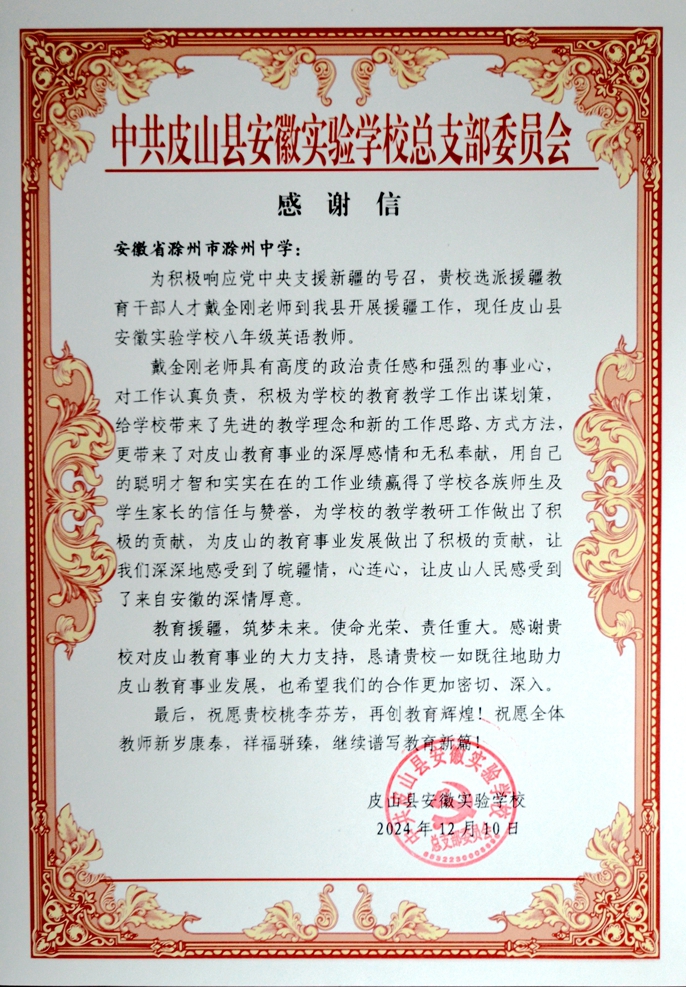 中共皮山县安徽实验学校总支部委员会
感谢信
安徽省滁州市滁州中学：
为积极响应党中央支援新疆的号召，贵校选派援疆教
育干部人才戴金刚老师到我县开展援疆工作，现任皮山县
安徽实验学校八年级英语教师。
戴金刚老师具有高度的政治责任感和强烈的事业心，
对工作认真负责，积极为学校的教育教学工作出谋划策，
给学校带来了先进的教学理念和新的工作思路、方式方法，
更带来了对皮山教育事业的深厚感情和无私奉献，用自己
的聪明才智和实实在在的工作业绩赢得了学校各族师生及
学生家长的信任与赞誉，为学校的教学教研工作做出了积
极的贡献，为皮山的教育事业发展做出了积极的贡献，让
我们深深地感受到了皖疆情，心连心，让皮山人民感受到
了来自安徽的深情厚意。
教育援疆，筑梦未来。使命光荣、责任重大。感谢贵
校对皮山教育事业的大力支持，恳请贵校一如既往地助力
皮山教育事业发展，也希望我们的合作更加密切、深入。
最后，祝愿贵校桃李芬芳，再创教育辉煌！祝愿全体
教师新岁康泰，祥福骈臻，继续谱写教育新篇！
皮山县安徽实验学校
2024年12月10日
中共皮山县安徽实验学校
总支部委员会